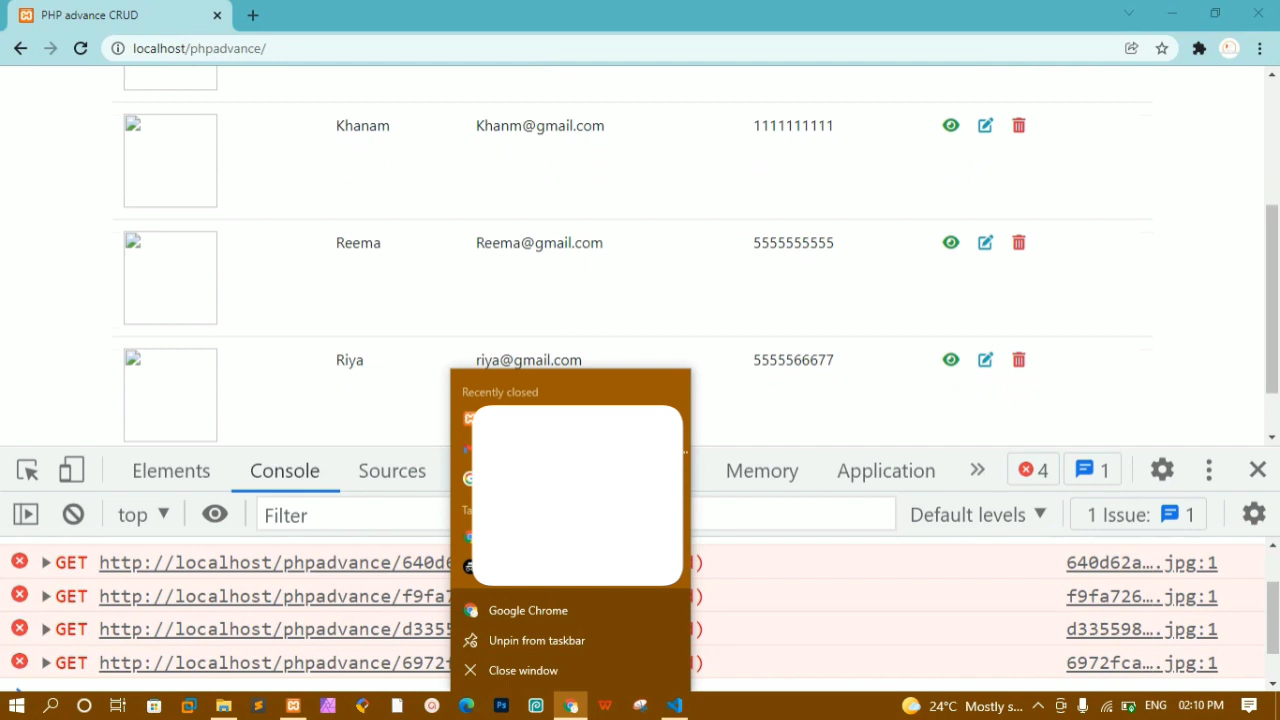 PHP advance CRUD
localhost/phpadvance/
Khanam Khanm@gmail.com 1111111111
Reema Reema@gmail.com 5555555555
Riya riya@gmail.com 5555566677
Recently closed
Elements Console Sources Memory Application 4 1
top Filter Default levels 1 Issue: 1
GET http://localhost/phpadvance/640d6 ) 640d62a….jpg:1
GET http://localhost/phpadvance/f9fa7 ) f9fa726….jpg:1
GET http://localhost/phpadvance/d335 ) d335598….jpg:1
GET http://localhost/phpadvance/6972f ) 6972fca….jpg:1
Google Chrome
Unpin from taskbar
Close window
24°C Mostly s... ENG 02:10 PM